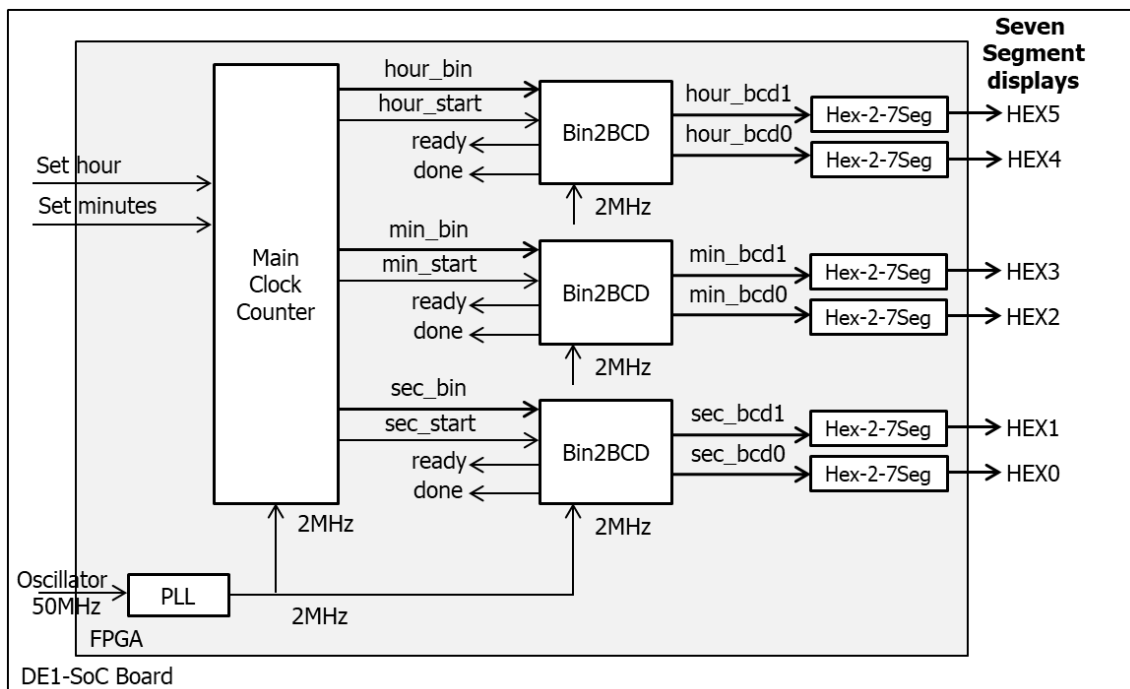 Seven
Segment
displays
hour_bin
hour_start
ready
done
Bin2BCD
2MHz
hour_bcd1
hour_bcd0
Hex-2-7Seg
Hex-2-7Seg
HEX5
HEX4
Set hour
Set minutes
Main
Clock
Counter
min_bin
min_start
ready
done
Bin2BCD
2MHz
min_bcd1
min_bcd0
Hex-2-7Seg
Hex-2-7Seg
HEX3
HEX2
sec_bin
sec_start
ready
done
Bin2BCD
2MHz
sec_bcd1
sec_bcd0
Hex-2-7Seg
Hex-2-7Seg
HEX1
HEX0
2MHz
Oscillator
50MHz
PLL
2MHz
FPGA
DE1-SoC Board